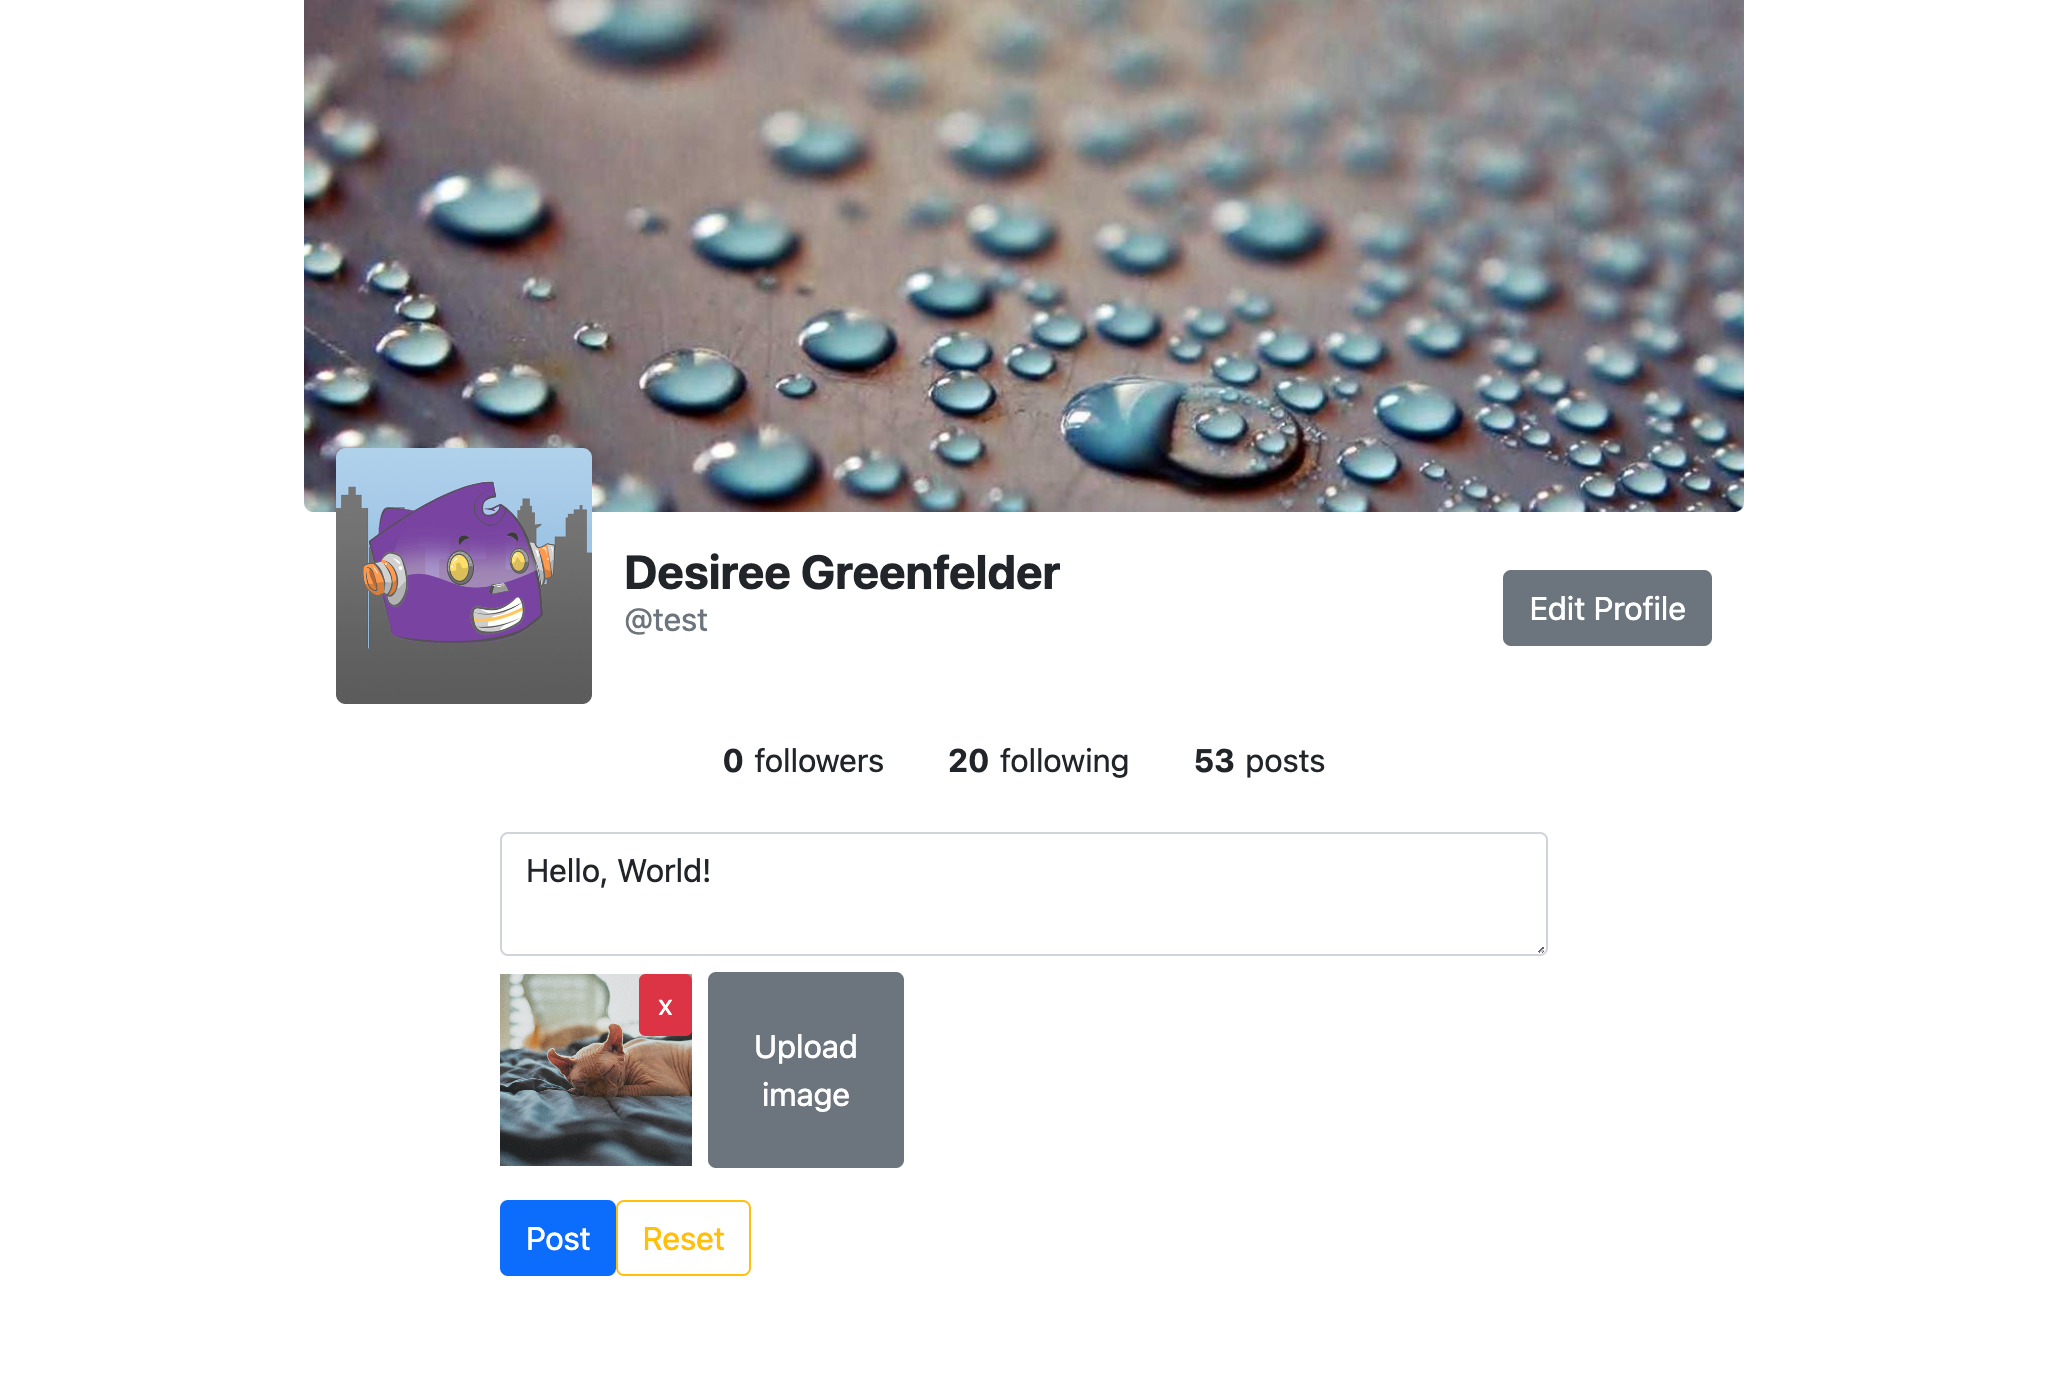 Desiree Greenfelder
@test
Edit Profile
0 followers 20 following 53 posts
Hello, World!
x
Upload
image
Post Reset